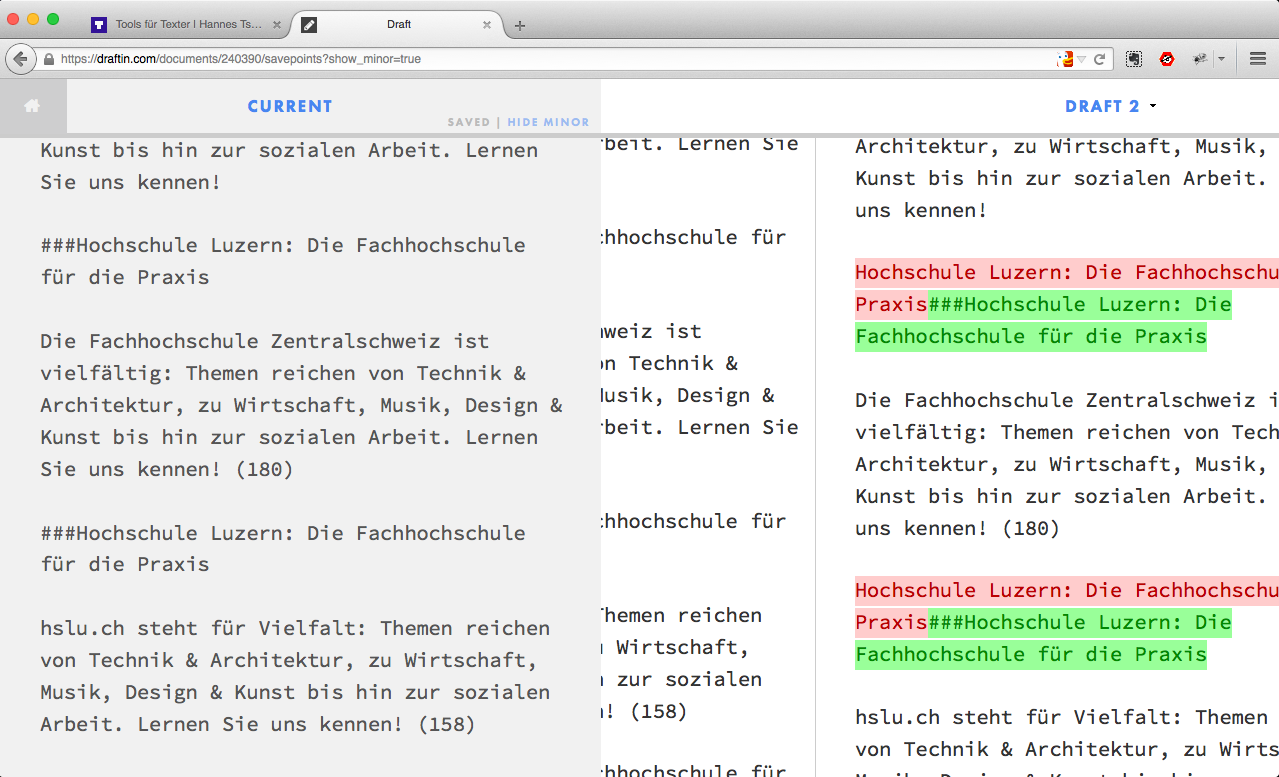 Tools für Texter I Hannes Ts...
Draft
https://draftin.com/documents/240390/savepoints?show_minor=true
CURRENT
SAVED | HIDE MINOR
DRAFT 2
Kunst bis hin zur sozialen Arbeit. Lernen
Sie uns kennen!
###Hochschule Luzern: Die Fachhochschule
für die Praxis
Die Fachhochschule Zentralschweiz ist
vielfältig: Themen reichen von Technik &
Architektur, zu Wirtschaft, Musik, Design &
Kunst bis hin zur sozialen Arbeit. Lernen
Sie uns kennen! (180)
###Hochschule Luzern: Die Fachhochschule
für die Praxis
hslu.ch steht für Vielfalt: Themen reichen
von Technik & Architektur, zu Wirtschaft,
Musik, Design & Kunst bis hin zur sozialen
Arbeit. Lernen Sie uns kennen! (158)
rbeit. Lernen Sie
chhochschule für
weiz ist
on Technik &
Musik, Design &
rbeit. Lernen Sie
chhochschule für
Themen reichen
Wirtschaft,
zur sozialen
! (158)
chhochschule für
Architektur, zu Wirtschaft, Musik,
Kunst bis hin zur sozialen Arbeit.
uns kennen!
Hochschule Luzern: Die Fachhochschu
Praxis###Hochschule Luzern: Die
Fachhochschule für die Praxis
Die Fachhochschule Zentralschweiz i
vielfältig: Themen reichen von Tech
Architektur, zu Wirtschaft, Musik,
Kunst bis hin zur sozialen Arbeit.
uns kennen! (180)
Hochschule Luzern: Die Fachhochschu
Praxis###Hochschule Luzern: Die
Fachhochschule für die Praxis
hslu.ch steht für Vielfalt: Themen
von Technik & Architektur, zu Wirts